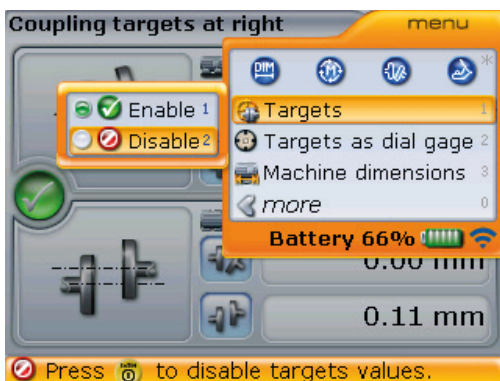 Coupling targets at right
menu
DIM
*
Targets 1
Enable 1
Disable 2
Targets as dial gage 2
Machine dimensions 3
more 0
Battery 66%
0.00 mm
0.11 mm
Press to disable targets values.